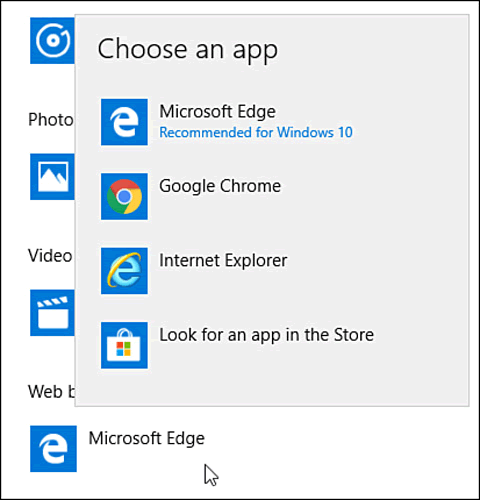 Choose an app
Microsoft Edge
Recommended for Windows 10
Google Chrome
Internet Explorer
Look for an app in the Store
Photo
Video
Web b
Microsoft Edge